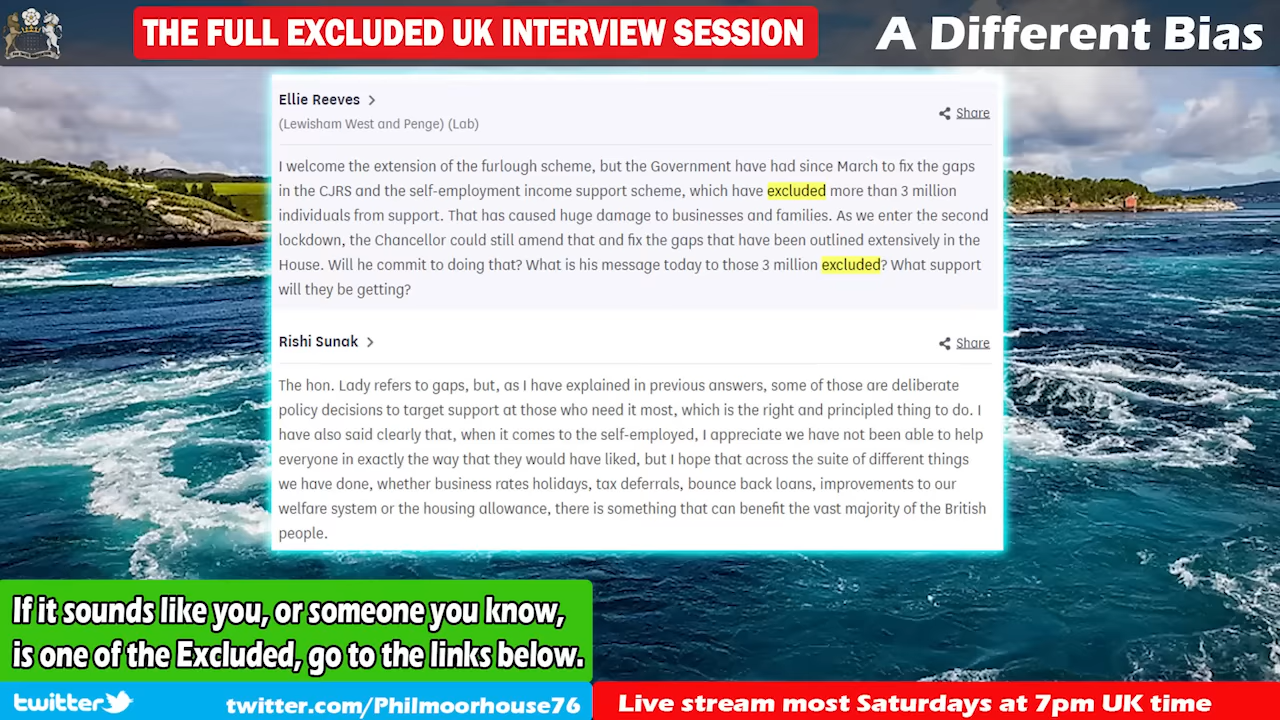 THE FULL EXCLUDED UK INTERVIEW SESSION
A Different Bias
Ellie Reeves
(Lewisham West and Penge) (Lab)
Share
I welcome the extension of the furlough scheme, but the Government have had since March to fix the gaps
in the CJRS and the self-employment income support scheme, which have excluded more than 3 million
individuals from support. That has caused huge damage to businesses and families. As we enter the second
lockdown, the Chancellor could still amend that and fix the gaps that have been outlined extensively in the
House. Will he commit to doing that? What is his message today to those 3 million excluded? What support
will they be getting?
Rishi Sunak
Share
The hon. Lady refers to gaps, but, as I have explained in previous answers, some of those are deliberate
policy decisions to target support at those who need it most, which is the right and principled thing to do. I
have also said clearly that, when it comes to the self-employed, I appreciate we have not been able to help
everyone in exactly the way that they would have liked, but I hope that across the suite of different things
we have done, whether business rates holidays, tax deferrals, bounce back loans, improvements to our
welfare system or the housing allowance, there is something that can benefit the vast majority of the British
people.
If it sounds like you, or someone you know,
is one of the Excluded, go to the links below.
twitter
twitter.com/Philmoorhouse76
Live stream most Saturdays at 7pm UK time